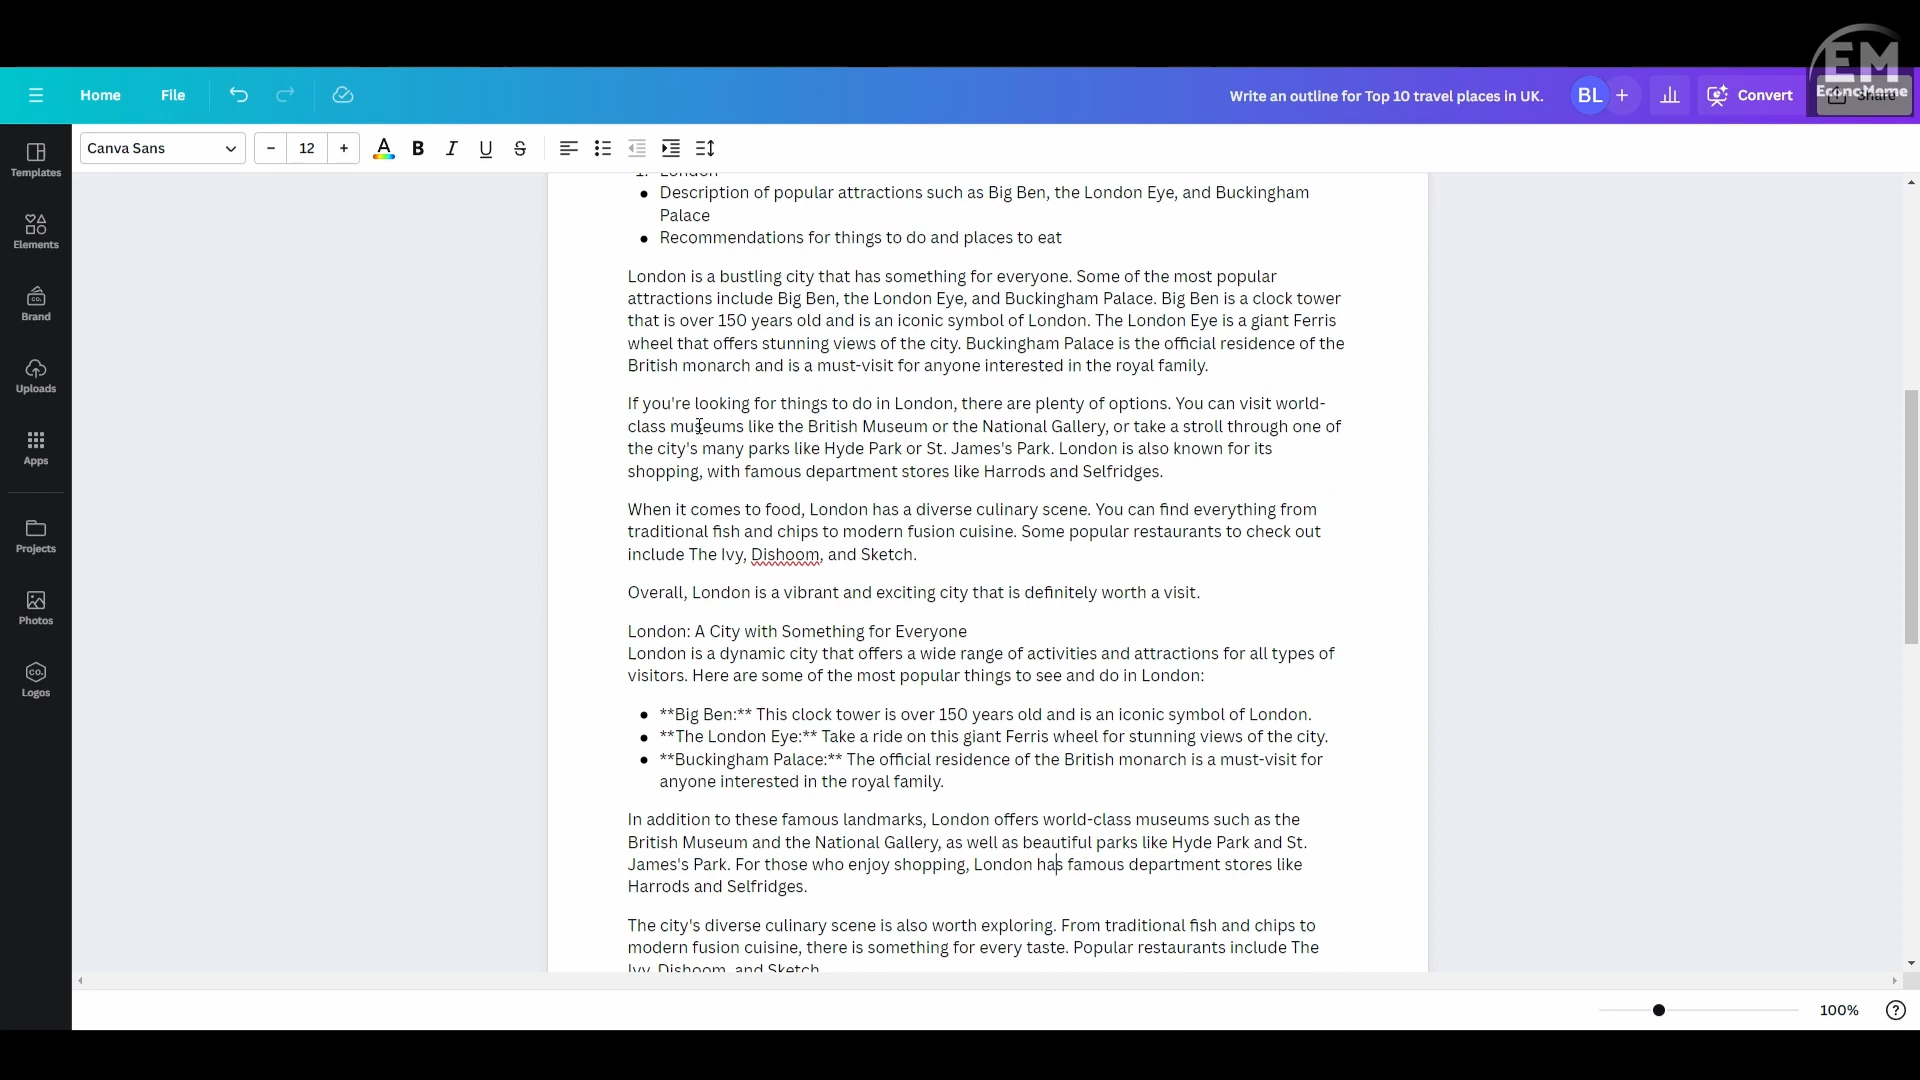 EM
EconoMeme
Home
File
Write an outline for Top 10 travel places in UK.
BL
Convert
Share
Canva Sans
12
A
B
I
U
S
Templates
Elements
Brand
Uploads
Apps
Projects
Photos
Logos
1. London
Description of popular attractions such as Big Ben, the London Eye, and Buckingham
Palace
Recommendations for things to do and places to eat
London is a bustling city that has something for everyone. Some of the most popular
attractions include Big Ben, the London Eye, and Buckingham Palace. Big Ben is a clock tower
that is over 150 years old and is an iconic symbol of London. The London Eye is a giant Ferris
wheel that offers stunning views of the city. Buckingham Palace is the official residence of the
British monarch and is a must-visit for anyone interested in the royal family.
If you're looking for things to do in London, there are plenty of options. You can visit world-
class museums like the British Museum or the National Gallery, or take a stroll through one of
the city's many parks like Hyde Park or St. James's Park. London is also known for its
shopping, with famous department stores like Harrods and Selfridges.
When it comes to food, London has a diverse culinary scene. You can find everything from
traditional fish and chips to modern fusion cuisine. Some popular restaurants to check out
include The Ivy, Dishoom, and Sketch.
Overall, London is a vibrant and exciting city that is definitely worth a visit.
London: A City with Something for Everyone
London is a dynamic city that offers a wide range of activities and attractions for all types of
visitors. Here are some of the most popular things to see and do in London:
**Big Ben:** This clock tower is over 150 years old and is an iconic symbol of London.
**The London Eye:** Take a ride on this giant Ferris wheel for stunning views of the city.
**Buckingham Palace:** The official residence of the British monarch is a must-visit for
anyone interested in the royal family.
In addition to these famous landmarks, London offers world-class museums such as the
British Museum and the National Gallery, as well as beautiful parks like Hyde Park and St.
James's Park. For those who enjoy shopping, London has famous department stores like
Harrods and Selfridges.
The city's diverse culinary scene is also worth exploring. From traditional fish and chips to
modern fusion cuisine, there is something for every taste. Popular restaurants include The
Ivy, Dishoom, and Sketch
100%